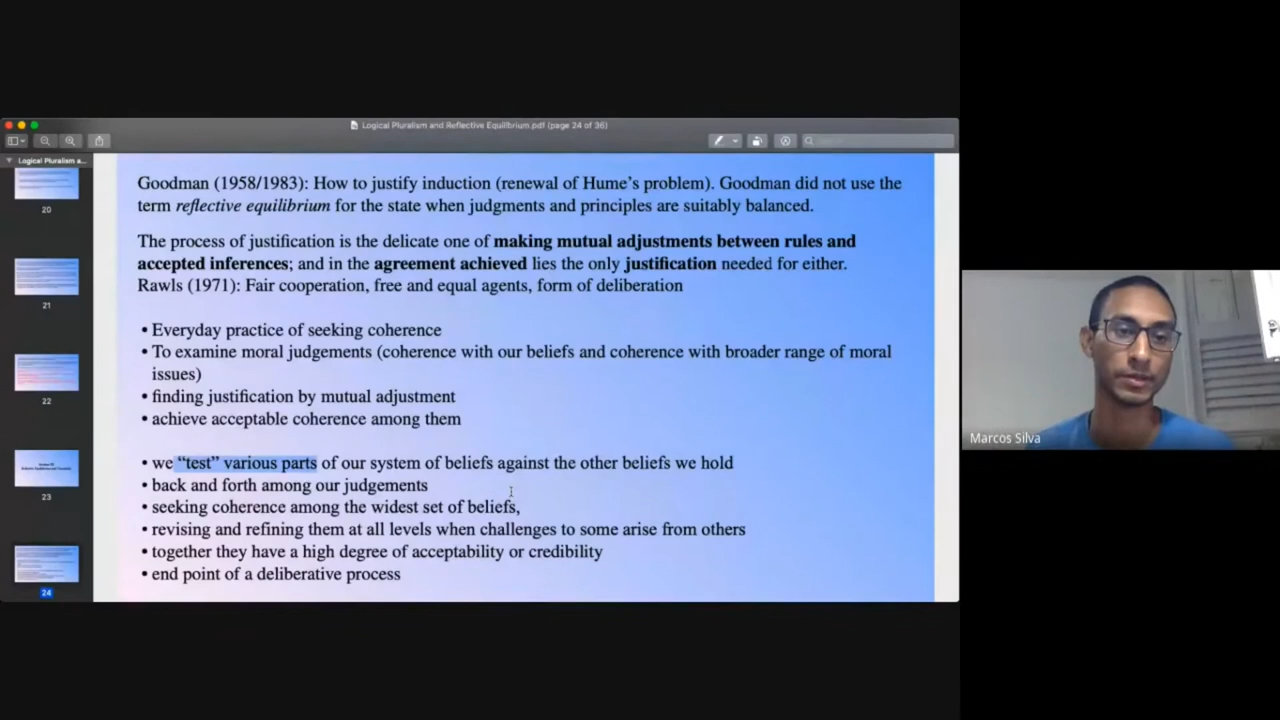 Logical Pluralism and Reflective Equilibrium.pdf (page 24 of 36)
Search
Logical Pluralism a...
20
21
22
23
24
Goodman (1958/1983): How to justify induction (renewal of Hume's problem). Goodman did not use the
term reflective equilibrium for the state when judgments and principles are suitably balanced.
The process of justification is the delicate one of making mutual adjustments between rules and
accepted inferences; and in the agreement achieved lies the only justification needed for either.
Rawls (1971): Fair cooperation, free and equal agents, form of deliberation
• Everyday practice of seeking coherence
• To examine moral judgements (coherence with our beliefs and coherence with broader range of moral
issues)
• finding justification by mutual adjustment
• achieve acceptable coherence among them
• we “test” various parts of our system of beliefs against the other beliefs we hold
• back and forth among our judgements
• seeking coherence among the widest set of beliefs,
• revising and refining them at all levels when challenges to some arise from others
• together they have a high degree of acceptability or credibility
• end point of a deliberative process
Marcos Silva